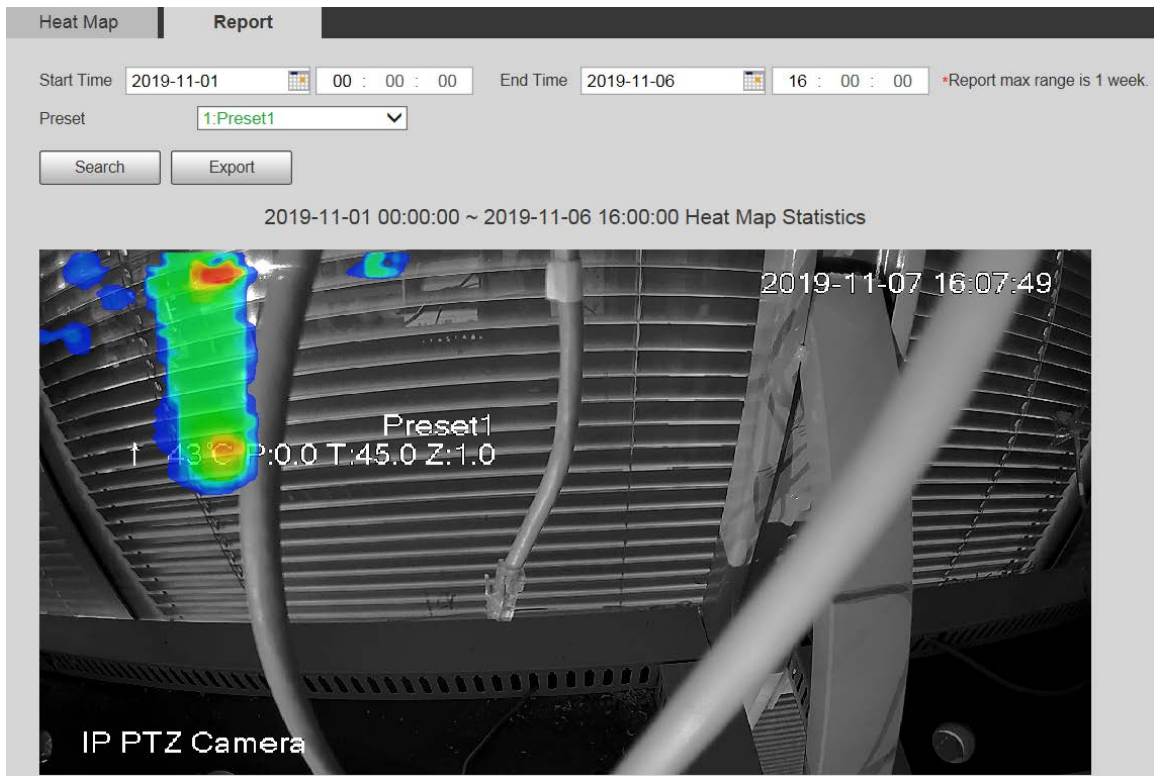 Heat Map Report
Start Time 2019-11-01 00 : 00 : 00 End Time 2019-11-06 16 : 00 : 00 *Report max range is 1 week.
Preset 1:Preset1
Search Export
2019-11-01 00:00:00 ~ 2019-11-06 16:00:00 Heat Map Statistics
2019-11-07 16:07:49
Preset1
↑ 43℃ P:0.0 T:45.0 Z:1.0
IP PTZ Camera